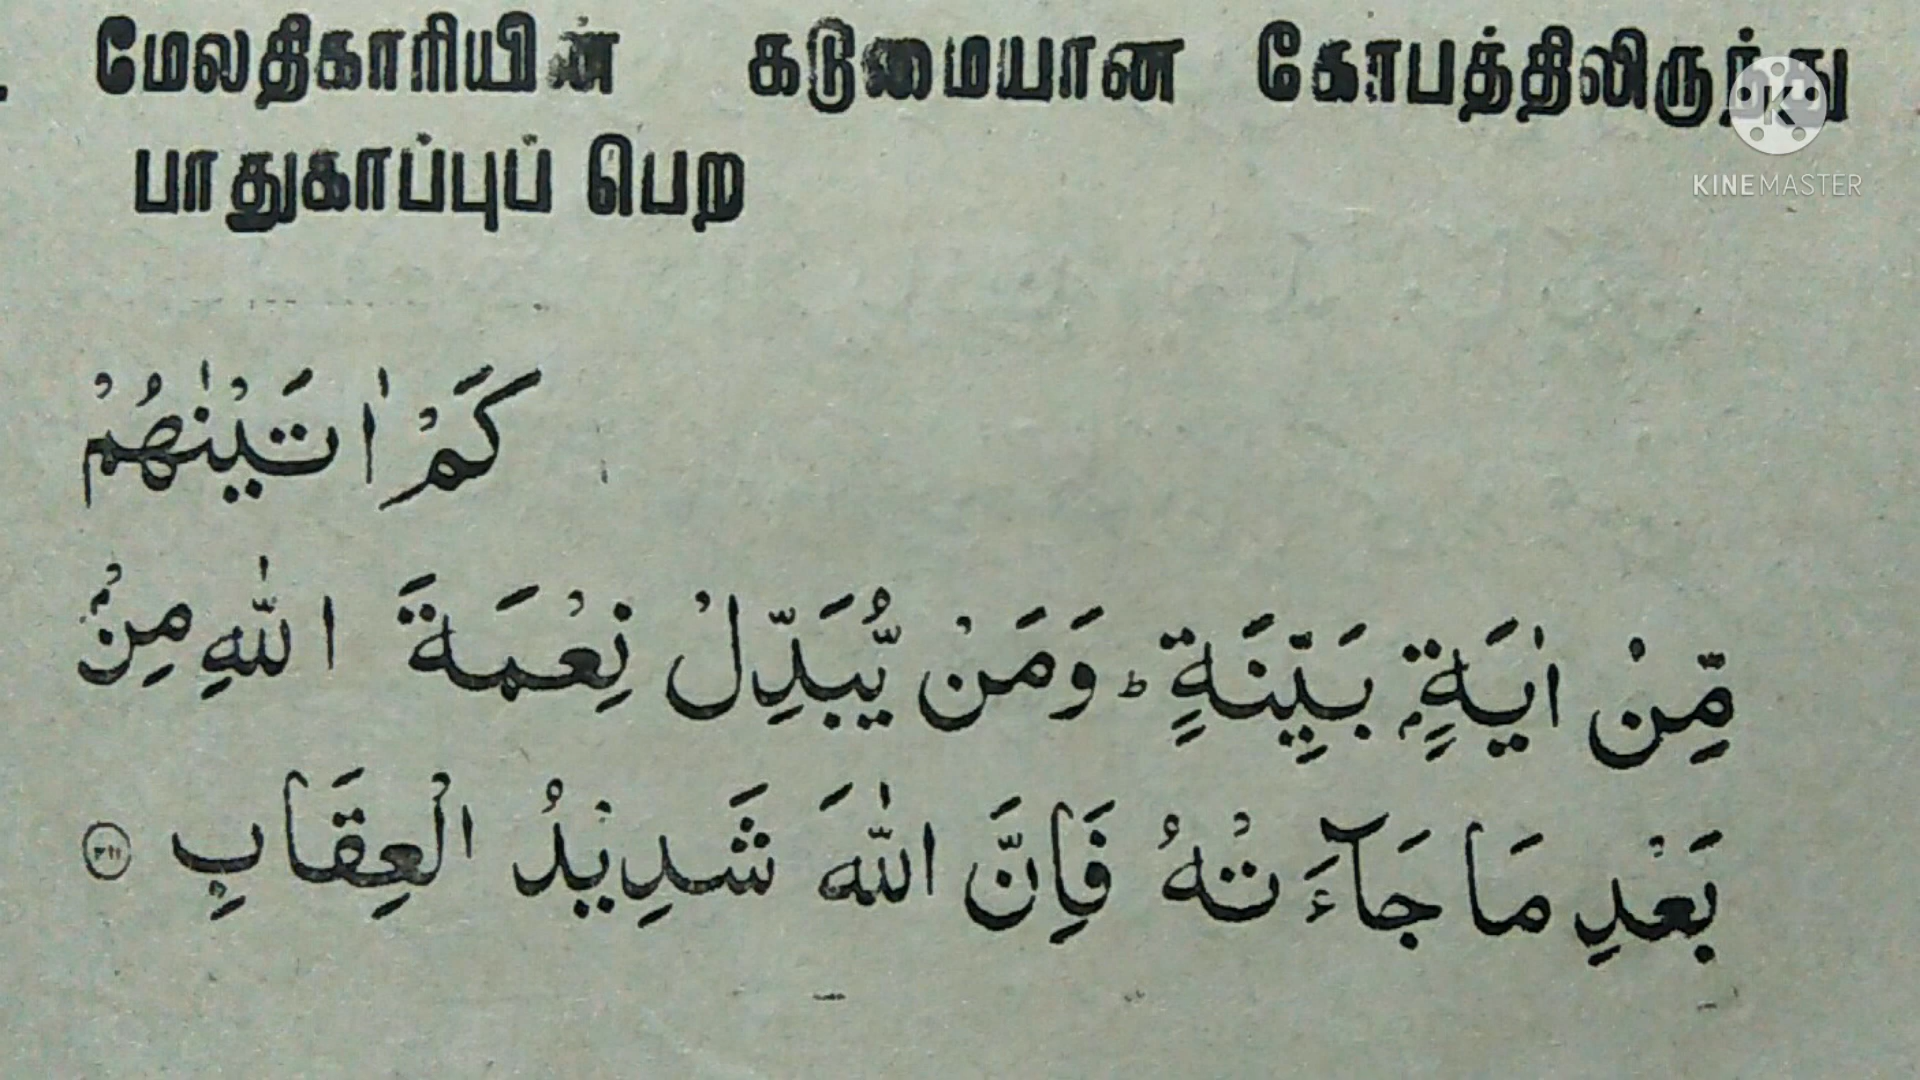 மேலதிகாரியின் கடுமையான கோபத்திலிருந்து
பாதுகாப்புப் பெற
KINEMASTER
كَمْ اٰتَيْنٰهُمْ
مِّنْ اٰيَةٍۭ بَيِّنَةٍ ؕ وَمَنْ يُّبَدِّلْ نِعْمَةَ اللّٰهِ مِنْۢ
بَعْدِ مَا جَآءَتْهُ فَاِنَّ اللّٰهَ شَدِيْدُ الْعِقَابِ